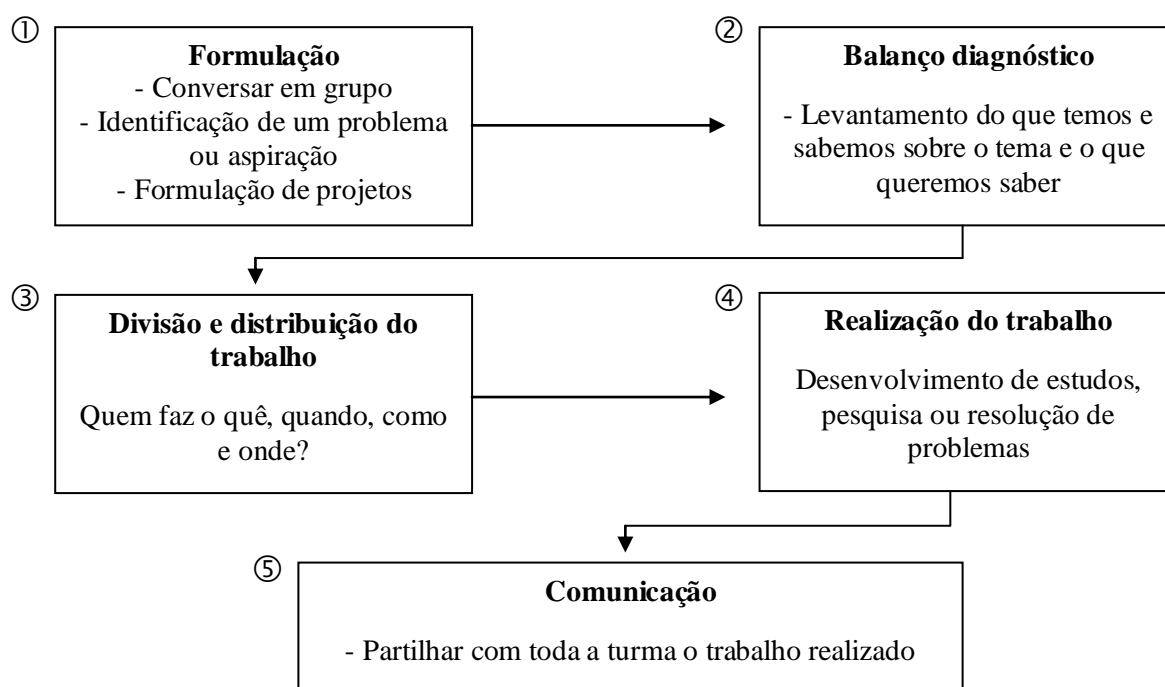 ①
Formulação
- Conversar em grupo
- Identificação de um problema
ou aspiração
- Formulação de projetos
②
Balanço diagnóstico
- Levantamento do que temos e
sabemos sobre o tema e o que
queremos saber
③
Divisão e distribuição do
trabalho
Quem faz o quê, quando, como
e onde?
④
Realização do trabalho
Desenvolvimento de estudos,
pesquisa ou resolução de
problemas
⑤
Comunicação
- Partilhar com toda a turma o trabalho realizado